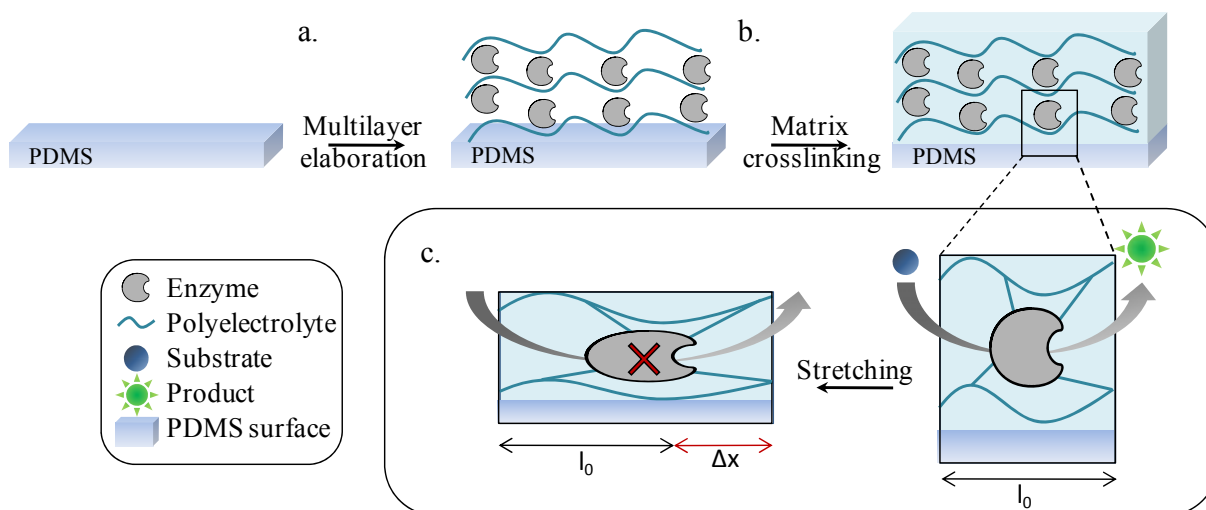 a.
Multilayer
elaboration
b.
Matrix
crosslinking
PDMS
PDMS
PDMS
c.
Enzyme
Polyelectrolyte
Substrate
Product
PDMS surface
Stretching
l₀
Δx
l₀